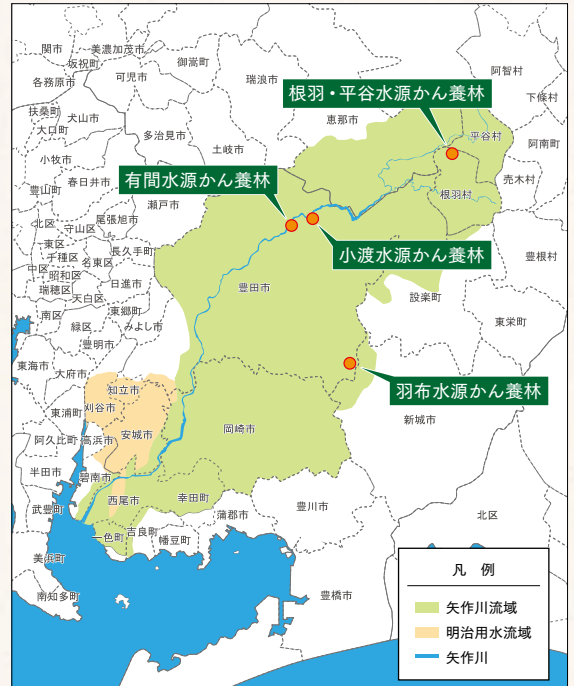 関市
美濃加茂市
坂祝町
御嵩町
各務原市
可児市
瑞浪市
阿智村
下條村
根羽・平谷水源かん養林
恵那市
扶桑町
犬山市
大口町
多治見市
土岐市
平谷村
阿南町
小牧市
有間水源かん養林
売木村
春日井市
豊山町
瀬戸市
根羽村
尾張旭市
北区
守山区
小渡水源かん養林
東区
長久手町
千種区
名東区
豊根村
中区
昭和区
日進市
豊田市
瑞穂区
天白区
設楽町
東郷町
南区
みよし市
東栄町
緑区
豊明市
東海市
大府市
知立市
羽布水源かん養林
刈谷市
東浦町
新城市
岡崎市
阿久比町
高浜市
安城市
半田市
碧南市
西尾市
幸田町
武豊町
蒲郡市
豊川市
北区
吉良町
一色町
幡豆町
美浜町
南知多町
豊橋市
凡 例
矢作川流域
明治用水流域
矢作川